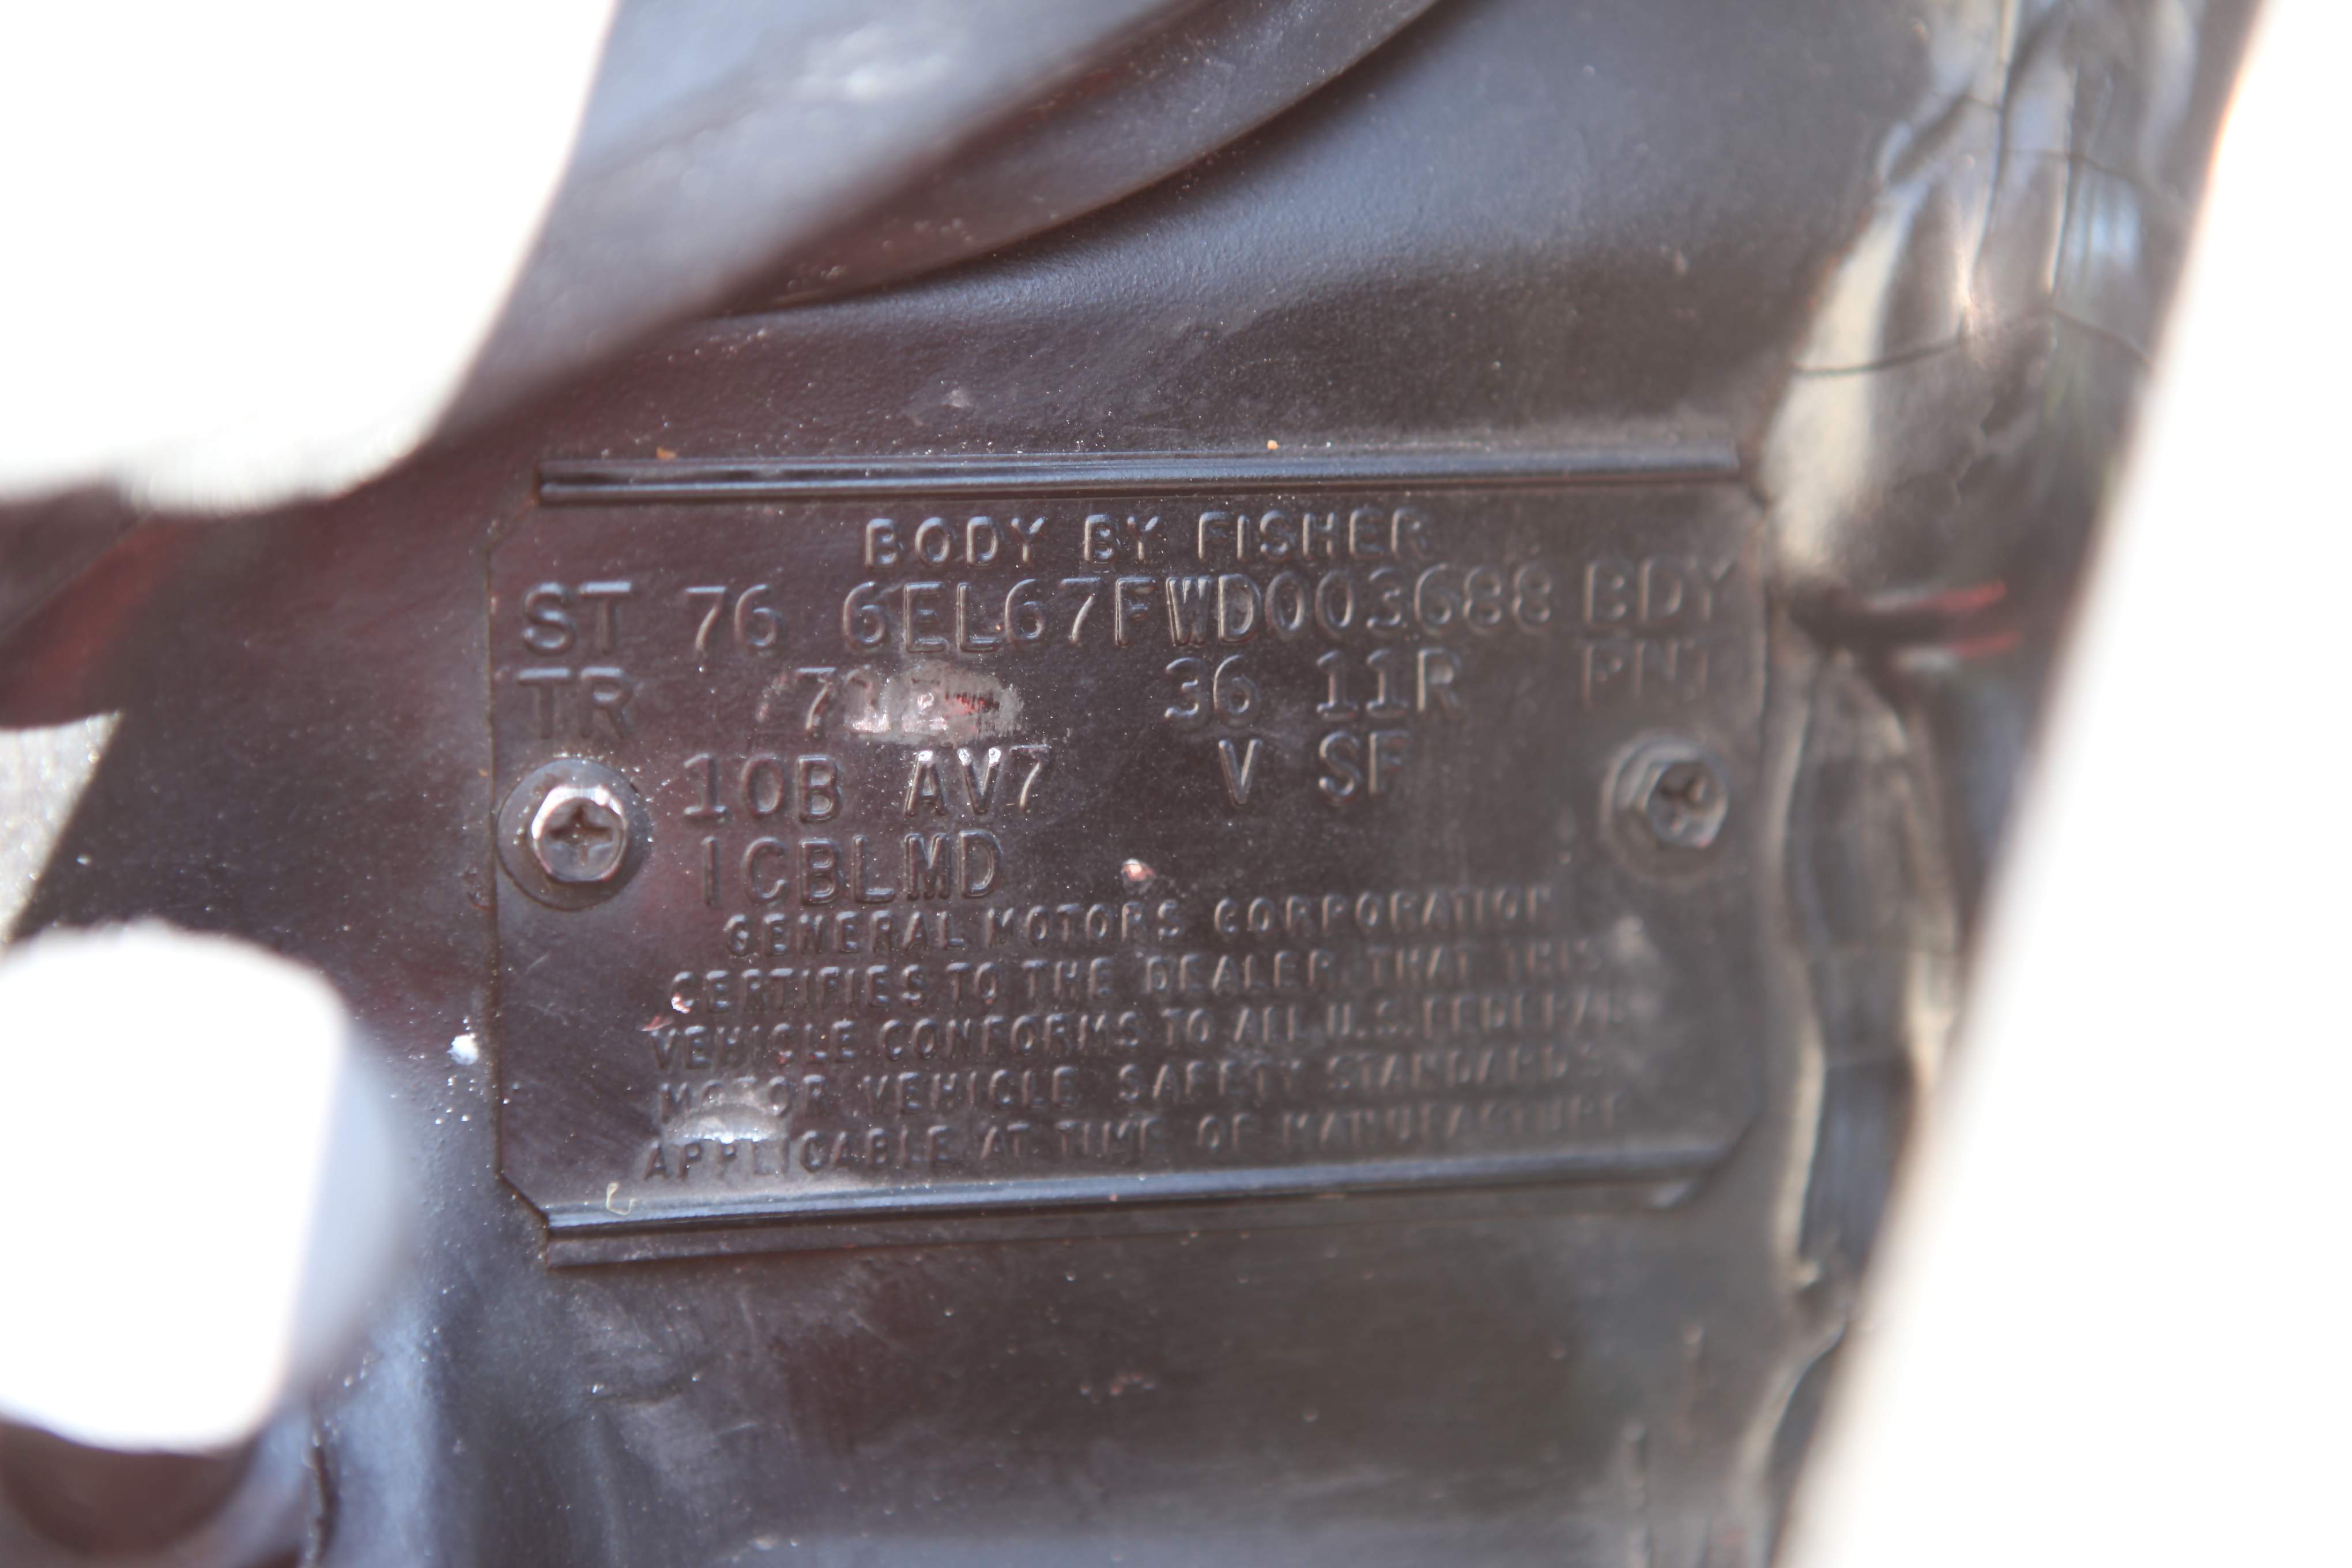 BODY BY FISHER
ST 76 6EL67FWD003688 BDY
TR 71 36 11R PNT
10B AV7 V SF
1CBLMD
GENERAL MOTORS CORPORATION
CERTIFIES TO THE DEALER THAT THIS
VEHICLE CONFORMS TO ALL U.S. FEDERAL
MOTOR VEHICLE SAFETY STANDARDS
APPLICABLE AT TIME OF MANUFACTURE